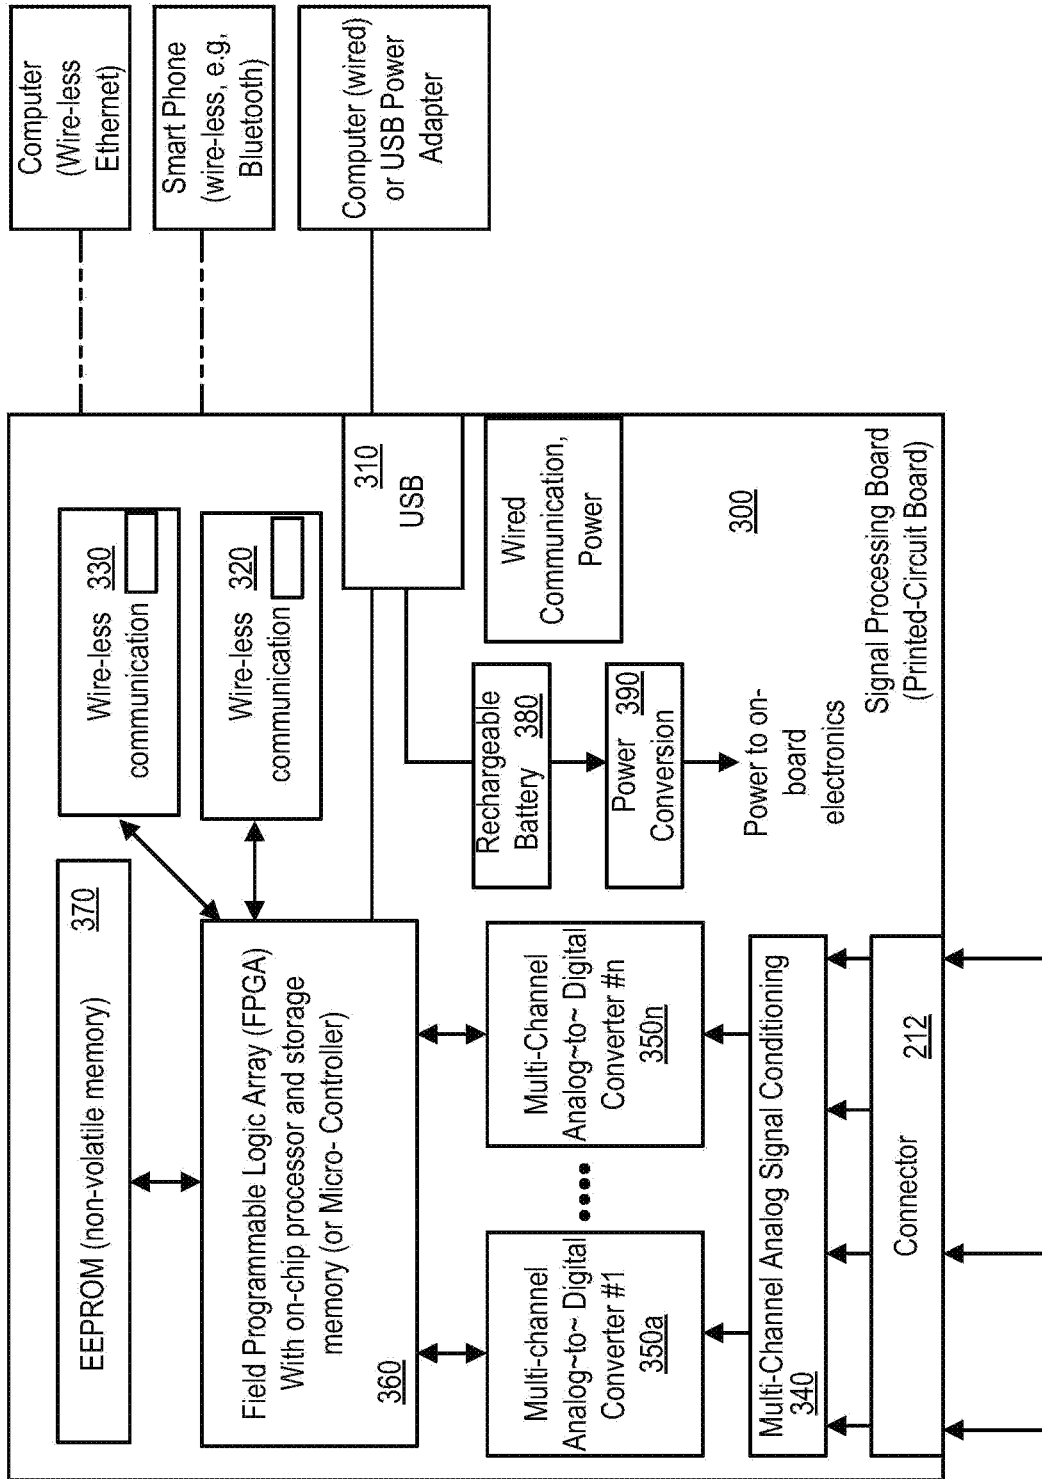 EEPROM (non-volatile memory)
370
Wire-less
330
communication
Computer
(Wire-less
Ethernet)
Field Programmable Logic Array (FPGA)
With on-chip processor and storage
memory (or Micro- Controller)
360
Wire-less
320
communication
Smart Phone
(wire-less, e.g,
Bluetooth)
310
USB
Computer (wired)
or USB Power
Adapter
Multi-channel
Analog~to~ Digital
Converter #1
350a
Multi-Channel
Analog~to~ Digital
Converter #n
350n
Rechargeable
Battery 380
Wired
Communication,
Power
Power 390
Conversion
Multi-Channel Analog Signal Conditioning
340
Power to on-
board
electronics
300
Connector
212
Signal Processing Board
(Printed-Circuit Board)